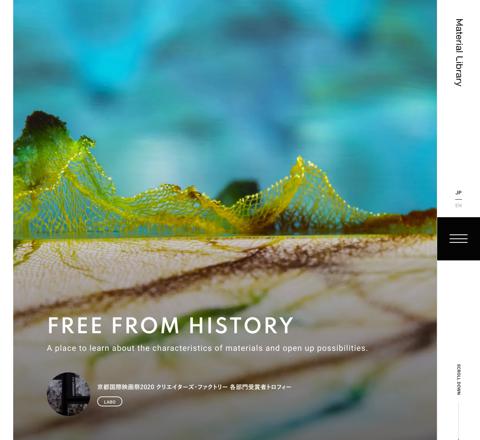 Material Library
JP
EN
FREE FROM HISTORY
A place to learn about the characteristics of materials and open up possibilities.
京都国際映画祭2020 クリエイターズ・ファクトリー 各部門受賞者トロフィー
LABO
SCROLL DOWN